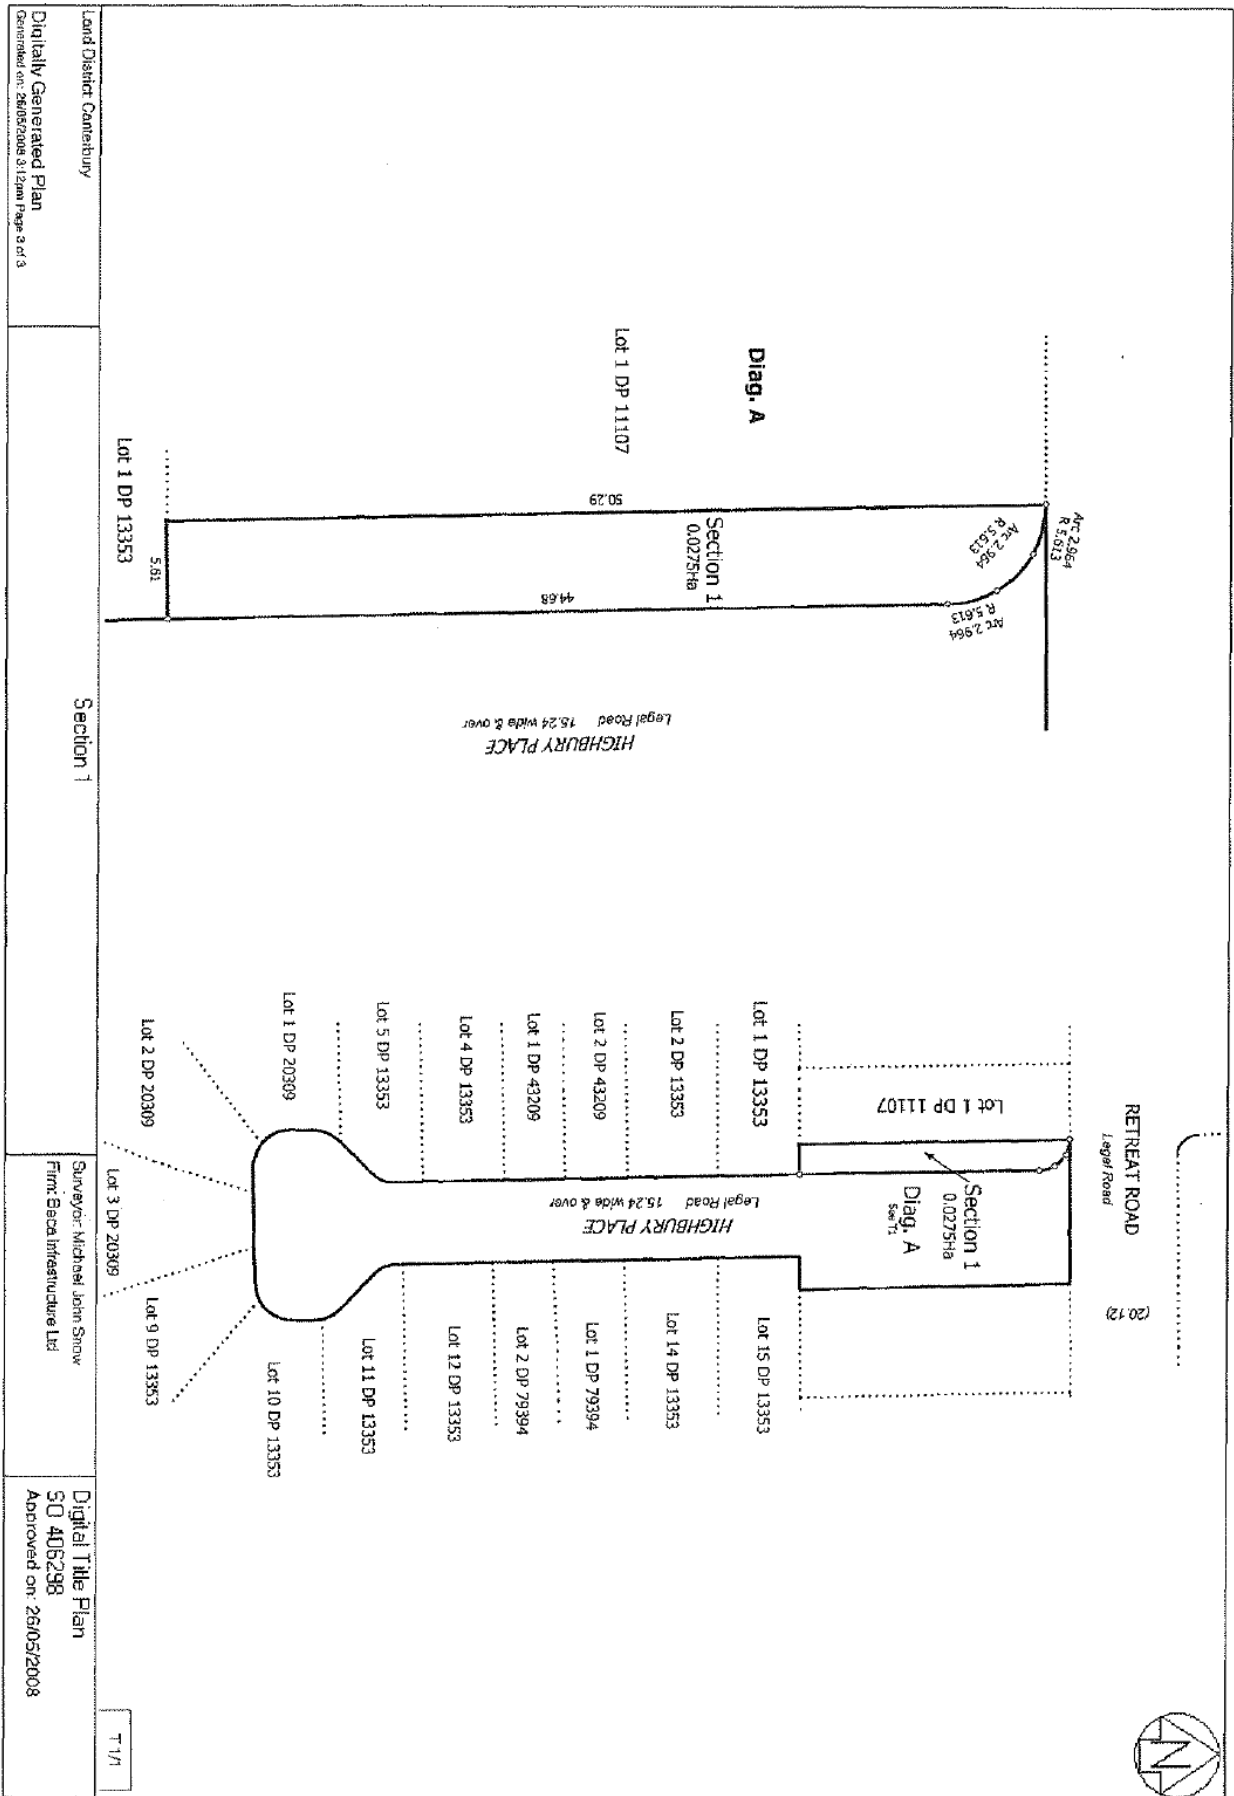 Diag. A
Lot 1 DP 11107
Section 1
0.0275Ha
50.29
44.68
5.61
Arc 2.964
R 5.613
Arc 2.964
R 5.613
Arc 2.964
R 5.613
Lot 1 DP 13353
HIGHBURY PLACE
Legal Road 15.24 wide & over
RETREAT ROAD
Legal Road
(20.12)
Lot 1 DP 11107
Section 1
0.0275Ha
Diag. A
See T1
HIGHBURY PLACE
Legal Road 15.24 wide & over
Lot 1 DP 13353
Lot 2 DP 13353
Lot 2 DP 43209
Lot 1 DP 43209
Lot 4 DP 13353
Lot 5 DP 13353
Lot 1 DP 20309
Lot 2 DP 20309
Lot 3 DP 20309
Lot 9 DP 13353
Lot 10 DP 13353
Lot 11 DP 13353
Lot 12 DP 13353
Lot 2 DP 79394
Lot 1 DP 79394
Lot 14 DP 13353
Lot 15 DP 13353
N
T 1/1
Land District Canterbury
Digitally Generated Plan
Generated on: 26/05/2008 3:12pm Page 3 of 3
Section 1
Surveyor: Michael John Snow
Firm: Beca Infrastructure Ltd
Digital Title Plan
SO 406298
Approved on: 26/05/2008